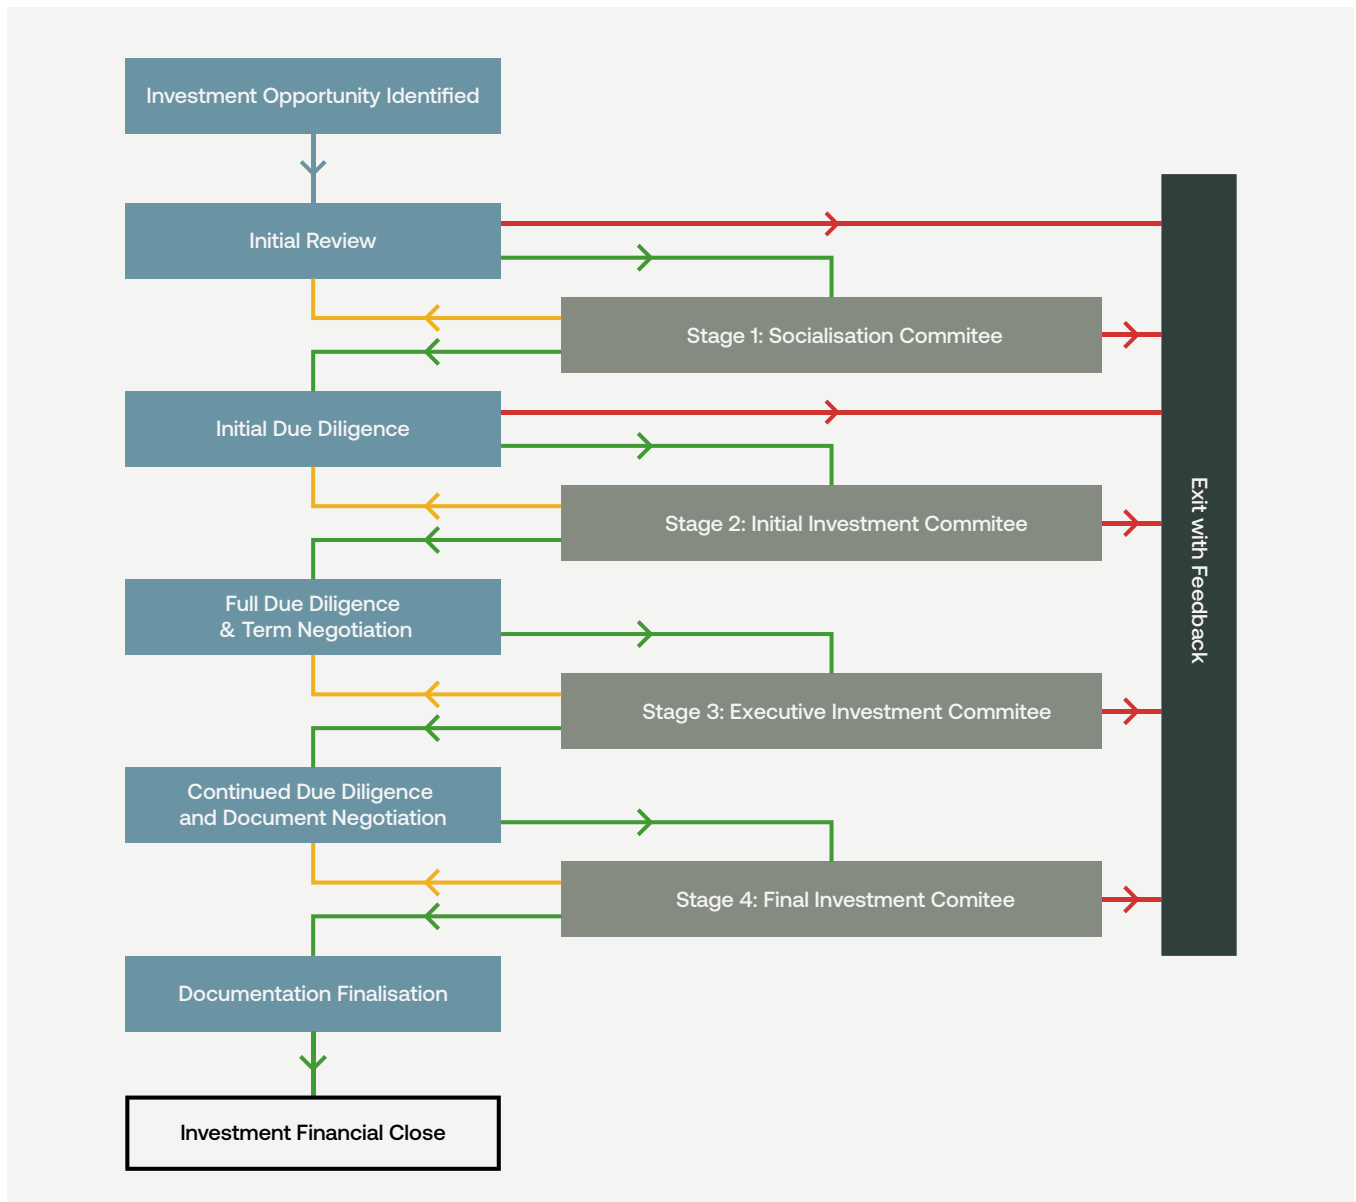 Investment Opportunity Identified
Initial Review
Stage 1: Socialisation Commitee
Initial Due Diligence
Stage 2: Initial Investment Commitee
Full Due Diligence
& Term Negotiation
Stage 3: Executive Investment Commitee
Continued Due Diligence
and Document Negotiation
Stage 4: Final Investment Comitee
Documentation Finalisation
Investment Financial Close
Exit with Feedback